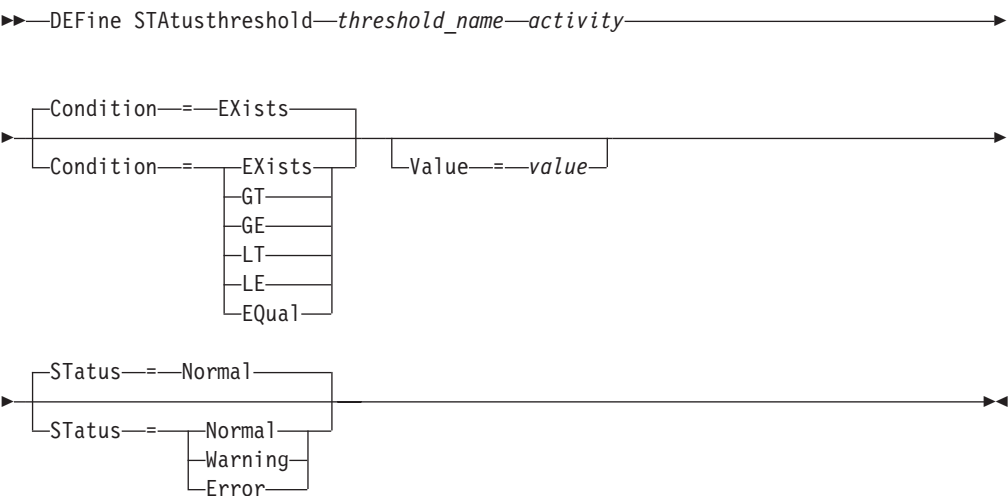 DEFine STAtusthreshold threshold_name activity
Condition = EXists
Condition = EXists
GT
GE
LT
LE
EQual
Value = value
STatus = Normal
STatus = Normal
Warning
Error